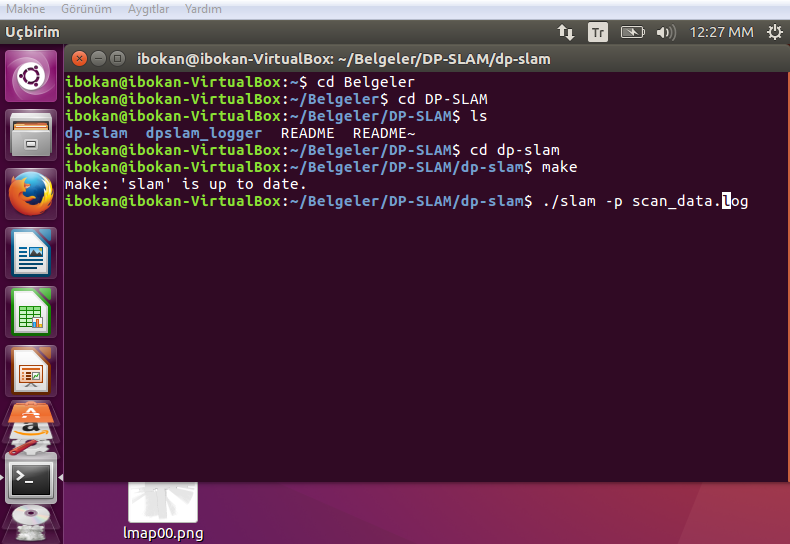 Makine Görünüm Aygıtlar Yardım
Uçbirim Tr 12:27 MM
ibokan@ibokan-VirtualBox: ~/Belgeler/DP-SLAM/dp-slam
ibokan@ibokan-VirtualBox:~$ cd Belgeler
ibokan@ibokan-VirtualBox:~/Belgeler$ cd DP-SLAM
ibokan@ibokan-VirtualBox:~/Belgeler/DP-SLAM$ ls
dp-slam dpslam_logger README README~
ibokan@ibokan-VirtualBox:~/Belgeler/DP-SLAM$ cd dp-slam
ibokan@ibokan-VirtualBox:~/Belgeler/DP-SLAM/dp-slam$ make
make: 'slam' is up to date.
ibokan@ibokan-VirtualBox:~/Belgeler/DP-SLAM/dp-slam$ ./slam -p scan_data.log
lmap00.png